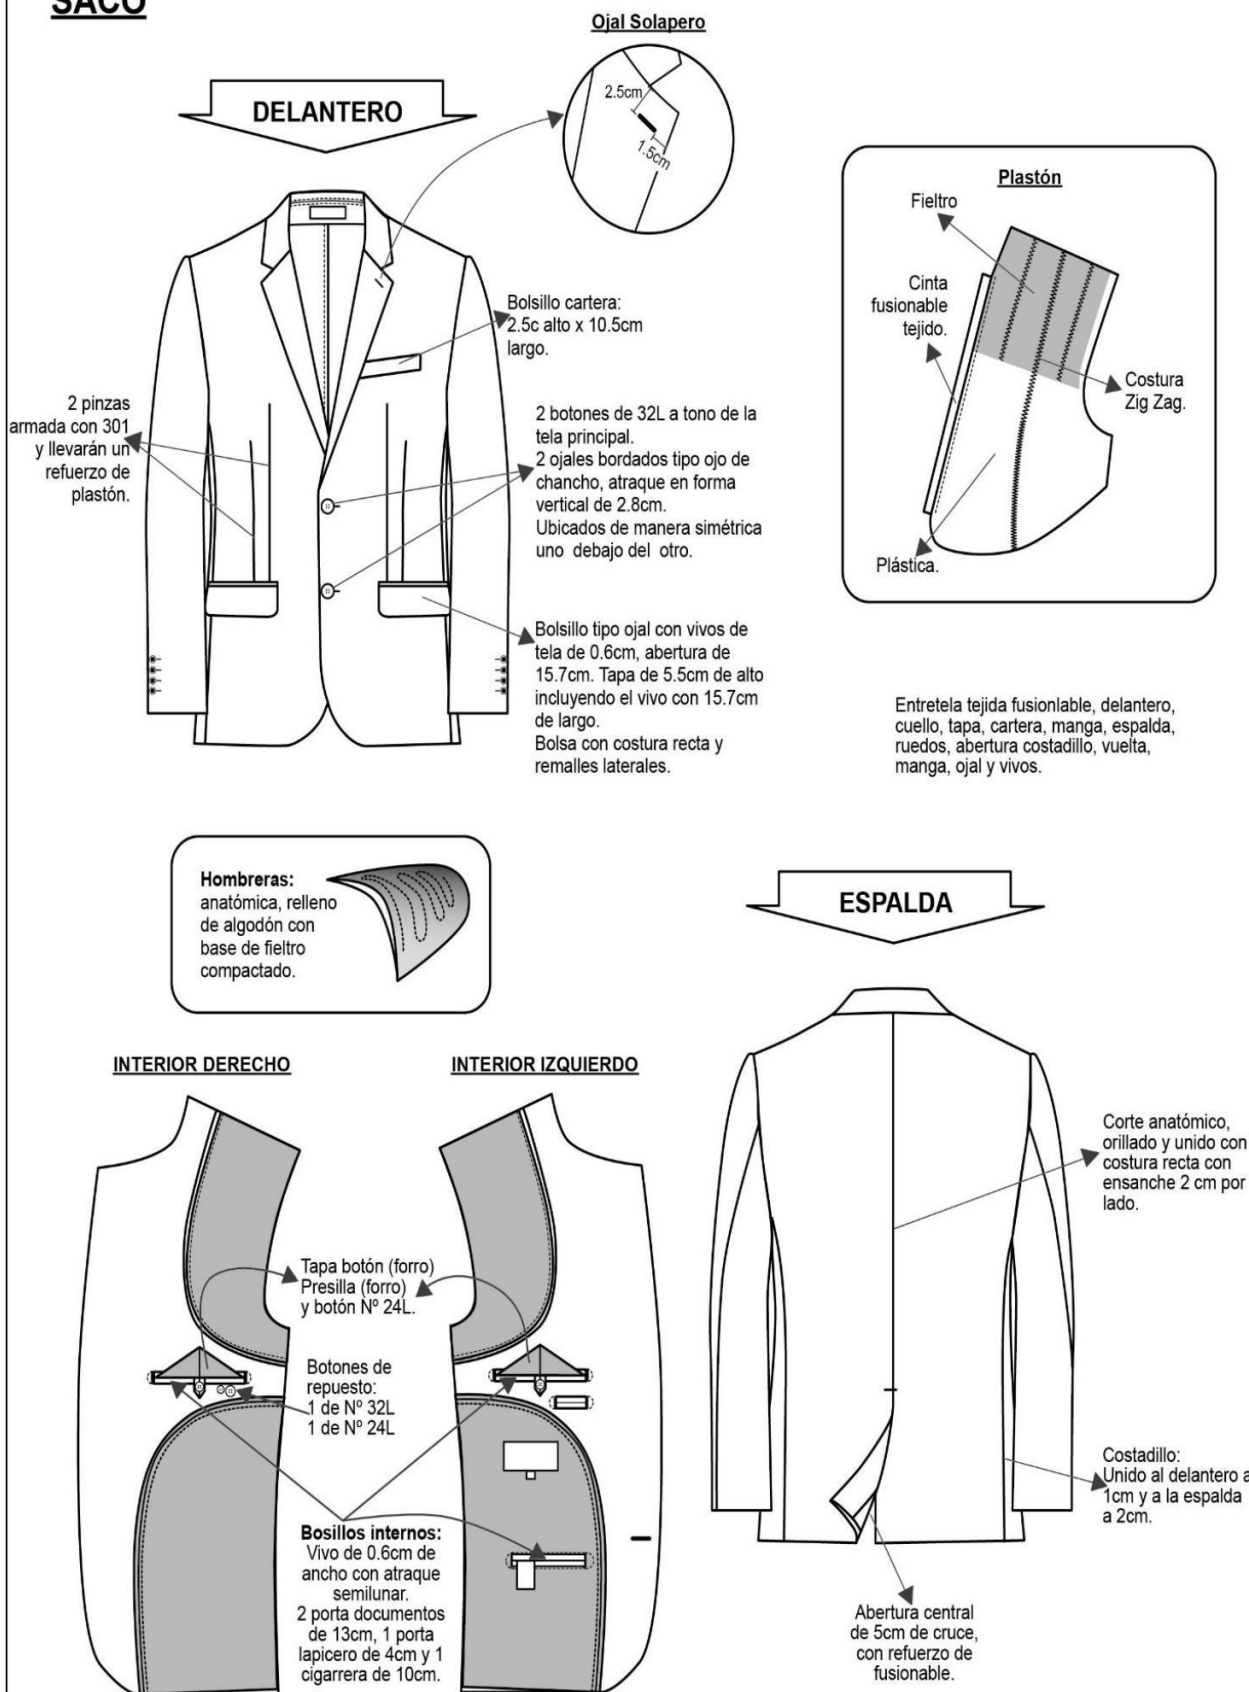 SACO
Ojal Solapero
2.5cm
1.5cm
DELANTERO
Plastón
Fieltro
Cinta
fusionable
tejido.
Costura
Zig Zag.
Plástica.
Bolsillo cartera:
2.5c alto x 10.5cm
largo.
2 pinzas
armada con 301
y llevarán un
refuerzo de
plastón.
2 botones de 32L a tono de la
tela principal.
2 ojales bordados tipo ojo de
chancho, atraque en forma
vertical de 2.8cm.
Ubicados de manera simétrica
uno debajo del otro.
Bolsillo tipo ojal con vivos de
tela de 0.6cm, abertura de
15.7cm. Tapa de 5.5cm de alto
incluyendo el vivo con 15.7cm
de largo.
Bolsa con costura recta y
remalles laterales.
Entretela tejida fusionlable, delantero,
cuello, tapa, cartera, manga, espalda,
ruedos, abertura costadillo, vuelta,
manga, ojal y vivos.
Hombreras:
anatómica, relleno
de algodón con
base de fieltro
compactado.
ESPALDA
INTERIOR DERECHO
INTERIOR IZQUIERDO
Tapa botón (forro)
Presilla (forro)
y botón Nº 24L.
Botones de
repuesto:
1 de Nº 32L
1 de Nº 24L
Bosillos internos:
Vivo de 0.6cm de
ancho con atraque
semilunar.
2 porta documentos
de 13cm, 1 porta
lapicero de 4cm y 1
cigarrera de 10cm.
Corte anatómico,
orillado y unido con
costura recta con
ensanche 2 cm por
lado.
Costadillo:
Unido al delantero a
1cm y a la espalda
a 2cm.
Abertura central
de 5cm de cruce,
con refuerzo de
fusionable.